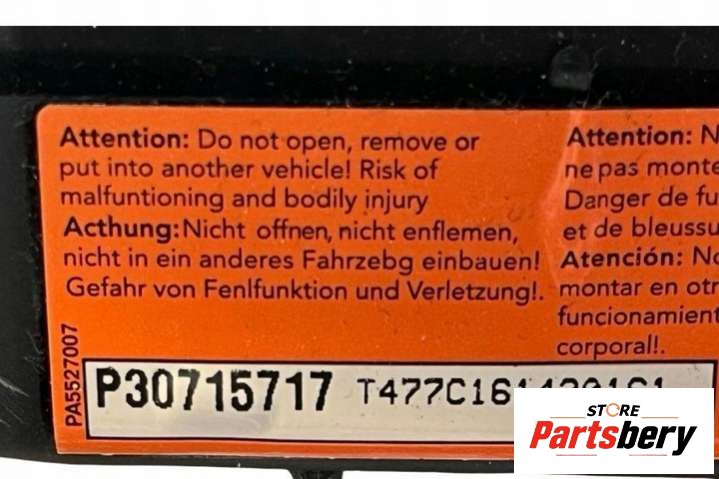 Attention: Do not open, remove or
put into another vehicle! Risk of
malfuntioning and bodily injury
Acthung:Nicht offnen, nicht enflemen,
nicht in ein anderes Fahrzebg einbauen!
Gefahr von Fenlfunktion und Verletzung!.
Attention: N
ne pas monte
Danger de fu
et de bleussu
Atención: No
montar en otr
funcionamient
corporal!.
PA5527007
P30715717
STORE
Partsbery